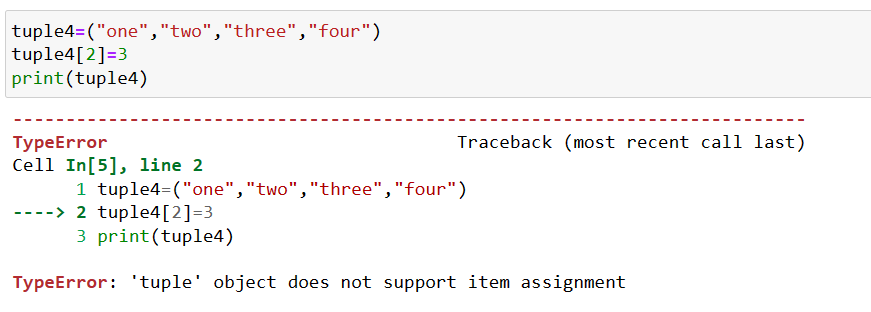 tuple4=("one","two","three","four")
tuple4[2]=3
print(tuple4)
---------------------------------------------------------------------------
TypeError                                 Traceback (most recent call last)
Cell In[5], line 2
      1 tuple4=("one","two","three","four")
----> 2 tuple4[2]=3
      3 print(tuple4)
TypeError: 'tuple' object does not support item assignment